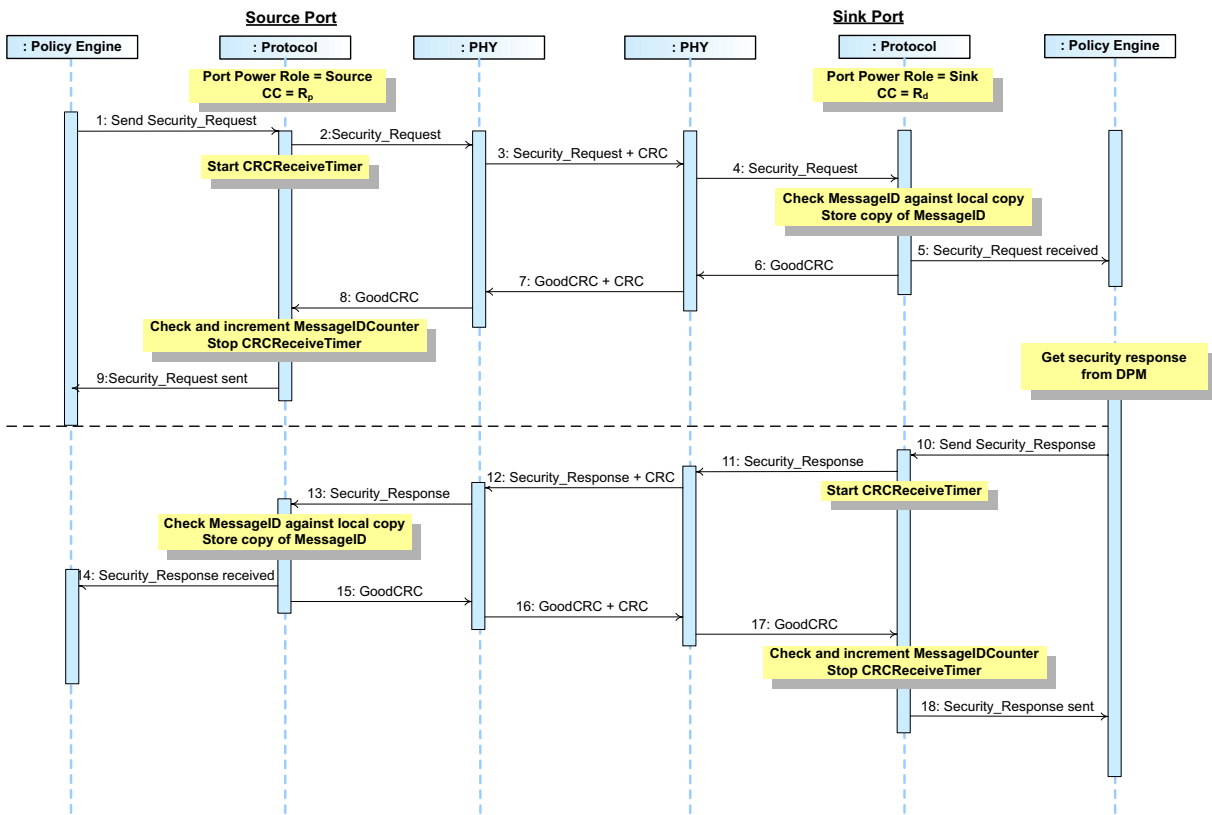 Source Port
Sink Port
: Policy Engine
: Protocol
: PHY
: PHY
: Protocol
: Policy Engine
Port Power Role = Source
CC = Rp
Port Power Role = Sink
CC = Rd
1: Send Security_Request
2:Security_Request
3: Security_Request + CRC
Start CRCReceiveTimer
4: Security_Request
Check MessageID against local copy
Store copy of MessageID
5: Security_Request received
6: GoodCRC
7: GoodCRC + CRC
8: GoodCRC
Check and increment MessageIDCounter
Stop CRCReceiveTimer
Get security response
from DPM
9:Security_Request sent
10: Send Security_Response
11: Security_Response
12: Security_Response + CRC
Start CRCReceiveTimer
13: Security_Response
Check MessageID against local copy
Store copy of MessageID
14: Security_Response received
15: GoodCRC
16: GoodCRC + CRC
17: GoodCRC
Check and increment MessageIDCounter
Stop CRCReceiveTimer
18: Security_Response sent